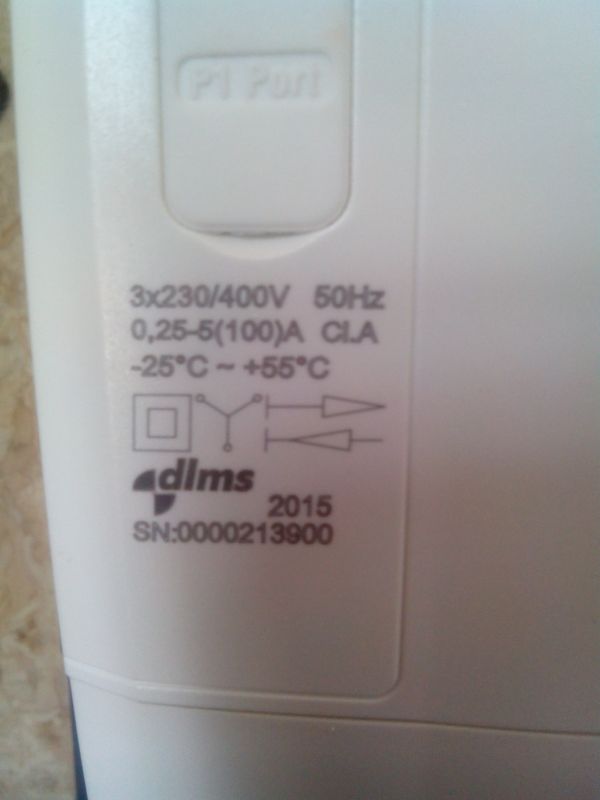 P1 Port
3x230/400V 50Hz
0,25-5(100)A Cl.A
-25°C ~ +55°C
dlms
2015
SN:0000213900